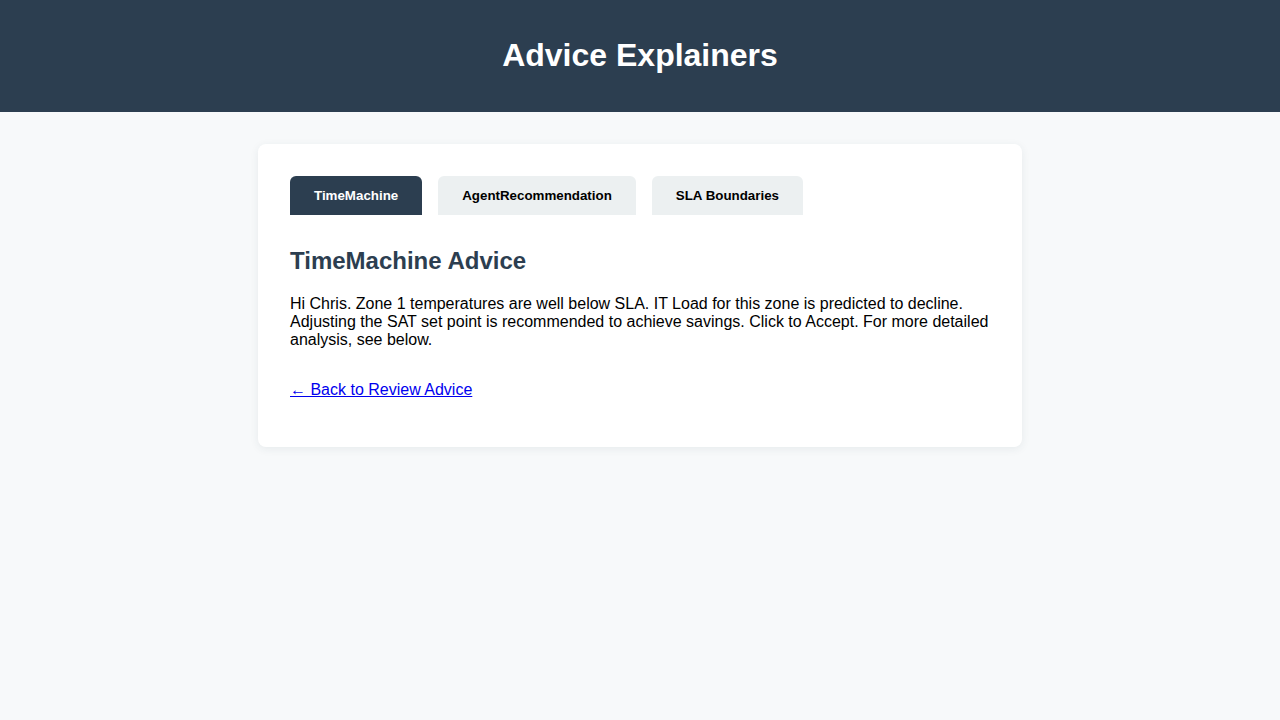 Advice Explainers
TimeMachine
AgentRecommendation
SLA Boundaries
TimeMachine Advice
Hi Chris. Zone 1 temperatures are well below SLA. IT Load for this zone is predicted to decline.
Adjusting the SAT set point is recommended to achieve savings. Click to Accept. For more detailed
analysis, see below.
← Back to Review Advice